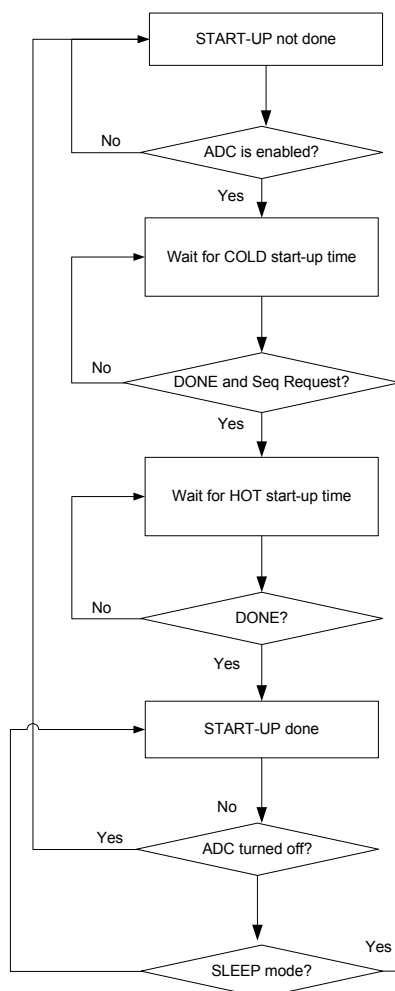 START-UP not done
No
ADC is enabled?
Yes
Wait for COLD start-up time
No
DONE and Seq Request?
Yes
Wait for HOT start-up time
No
DONE?
Yes
START-UP done
No
Yes
ADC turned off?
Yes
SLEEP mode?